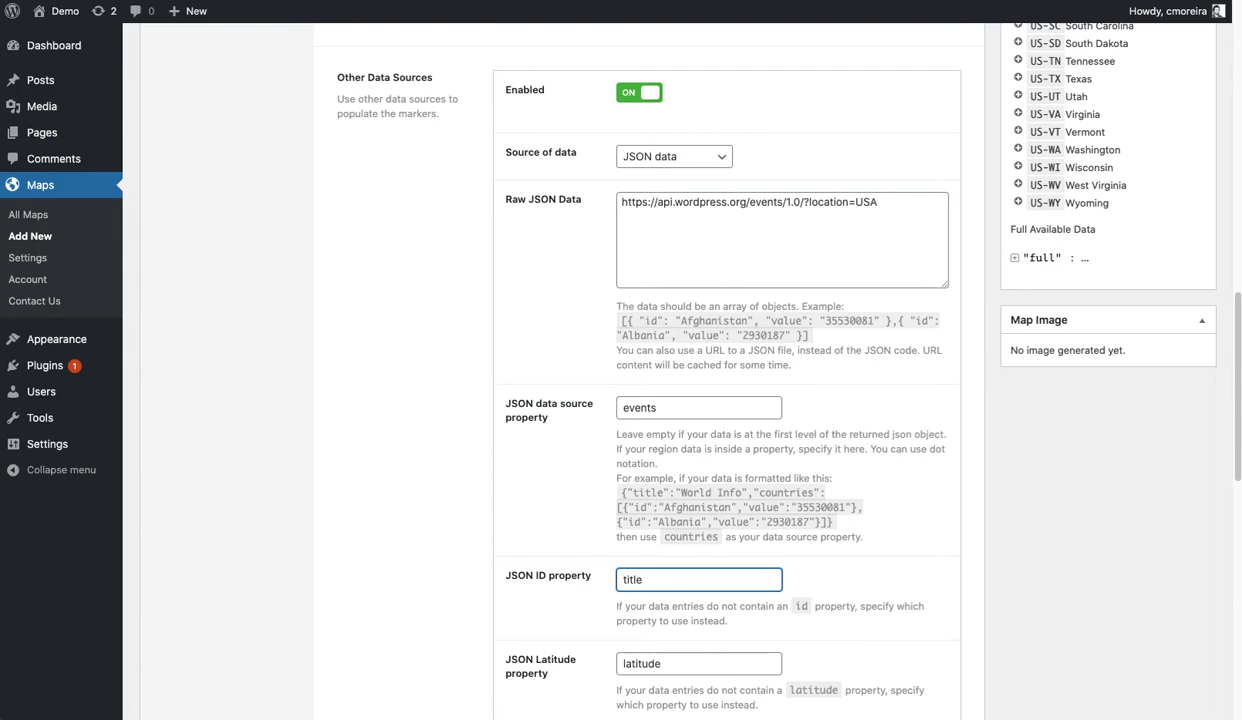 Demo
2
0
New
Howdy, cmoreira
Dashboard
Posts
Media
Pages
Comments
Maps
All Maps
Add New
Settings
Account
Contact Us
Appearance
Plugins 1
Users
Tools
Settings
Collapse menu
Other Data Sources
Use other data sources to
populate the markers.
Enabled
ON
Source of data
JSON data
Raw JSON Data
https://api.wordpress.org/events/1.0/?location=USA
The data should be an array of objects. Example:
[{ "id": "Afghanistan", "value": "35530081" },{ "id":
"Albania", "value": "2930187" }]
You can also use a URL to a JSON file, instead of the JSON code. URL
content will be cached for some time.
JSON data source
property
events
Leave empty if your data is at the first level of the returned json object.
If your region data is inside a property, specify it here. You can use dot
notation.
For example, if your data is formatted like this:
{"title":"World Info","countries":
[{"id":"Afghanistan","value":"35530081"},
{"id":"Albania","value":"2930187"}]}
then use countries as your data source property.
JSON ID property
title
If your data entries do not contain an id property, specify which
property to use instead.
JSON Latitude
property
latitude
If your data entries do not contain a latitude property, specify
which property to use instead.
US-SC South Carolina
US-SD South Dakota
US-TN Tennessee
US-TX Texas
US-UT Utah
US-VA Virginia
US-VT Vermont
US-WA Washington
US-WI Wisconsin
US-WV West Virginia
US-WY Wyoming
Full Available Data
"full" : ...
Map Image
No image generated yet.